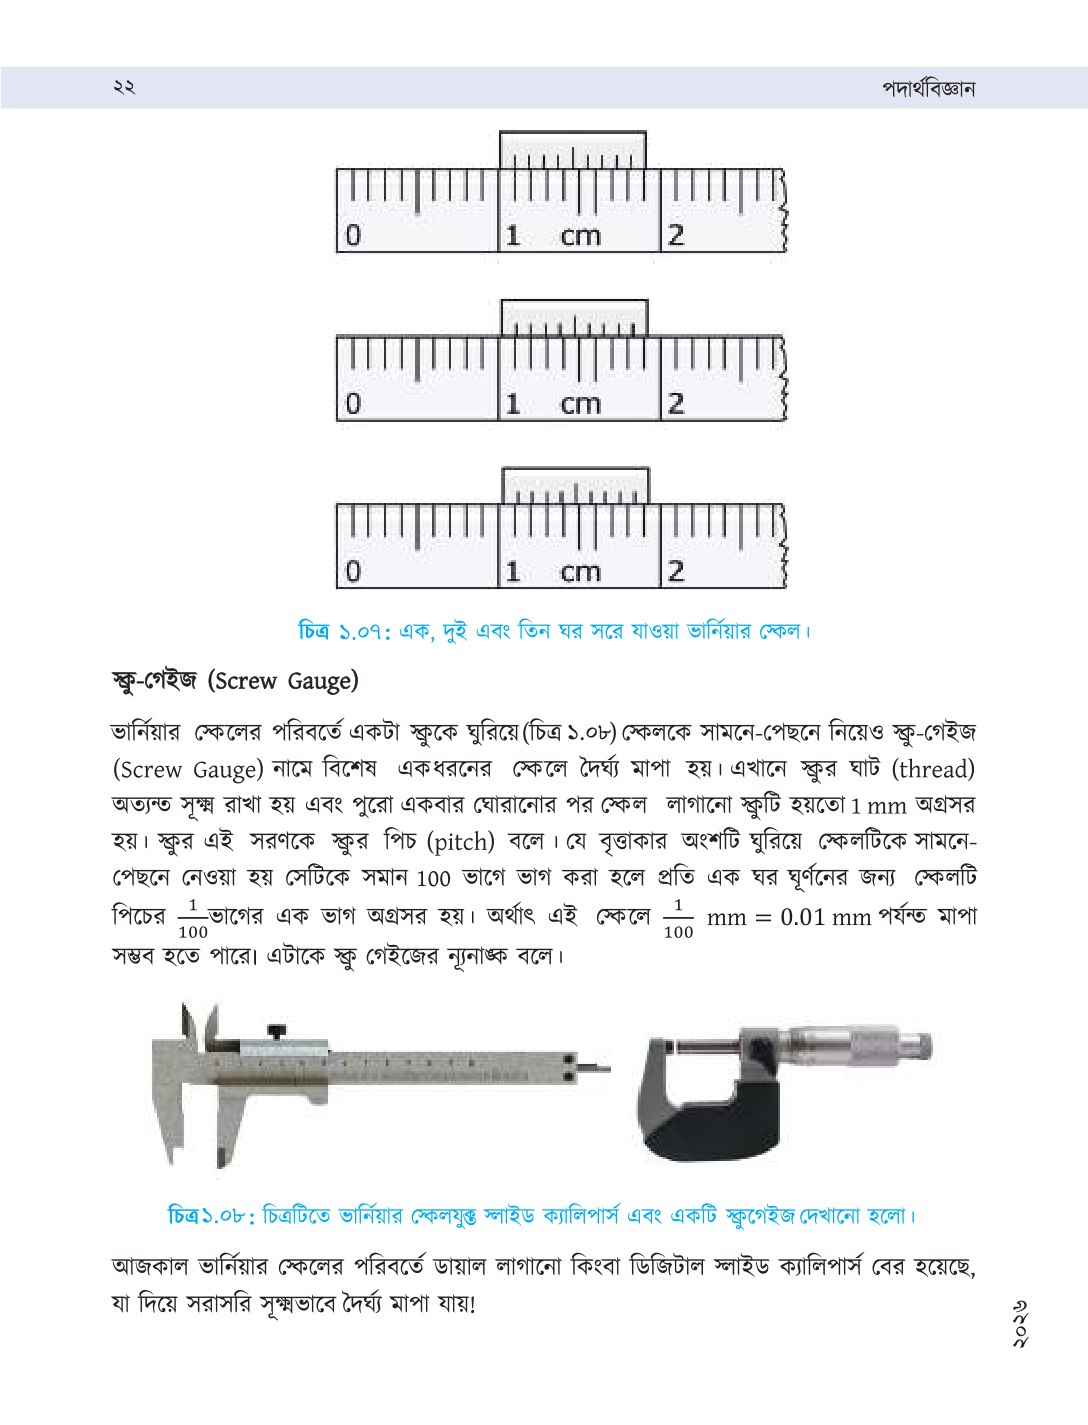 ২২
পদার্থবিজ্ঞান
0 1 cm 2
0 1 cm 2
0 1 cm 2
চিত্র ১.০৭: এক, দুই এবং তিন ঘর সরে যাওয়া ভার্নিয়ার স্কেল।
স্ক্রু-গেইজ (Screw Gauge)
ভার্নিয়ার স্কেলের পরিবর্তে একটা স্ক্রুকে ঘুরিয়ে (চিত্র ১.০৮) স্কেলকে সামনে-পেছনে নিয়েও স্ক্রু-গেইজ
(Screw Gauge) নামে বিশেষ একধরনের স্কেলে দৈর্ঘ্য মাপা হয়। এখানে স্ক্রুর ঘাট (thread)
অত্যন্ত সূক্ষ্ম রাখা হয় এবং পুরো একবার ঘোরানোর পর স্কেল লাগানো স্ক্রুটি হয়তো 1 mm অগ্রসর
হয়। স্ক্রুর এই সরণকে স্ক্রুর পিচ (pitch) বলে। যে বৃত্তাকার অংশটি ঘুরিয়ে স্কেলটিকে সামনে-
পেছনে নেওয়া হয় সেটিকে সমান 100 ভাগে ভাগ করা হলে প্রতি এক ঘর ঘূর্ণনের জন্য স্কেলটি
পিচের 1/100 ভাগের এক ভাগ অগ্রসর হয়। অর্থাৎ এই স্কেলে 1/100 mm = 0.01 mm পর্যন্ত মাপা
সম্ভব হতে পারে। এটাকে স্ক্রু গেইজের ন্যূনাঙ্ক বলে।
চিত্র১.০৮: চিত্রটিতে ভার্নিয়ার স্কেলযুক্ত স্লাইড ক্যালিপার্স এবং একটি স্ক্রুগেইজ দেখানো হলো।
আজকাল ভার্নিয়ার স্কেলের পরিবর্তে ডায়াল লাগানো কিংবা ডিজিটাল স্লাইড ক্যালিপার্স বের হয়েছে,
যা দিয়ে সরাসরি সূক্ষ্মভাবে দৈর্ঘ্য মাপা যায়!
২০২৬